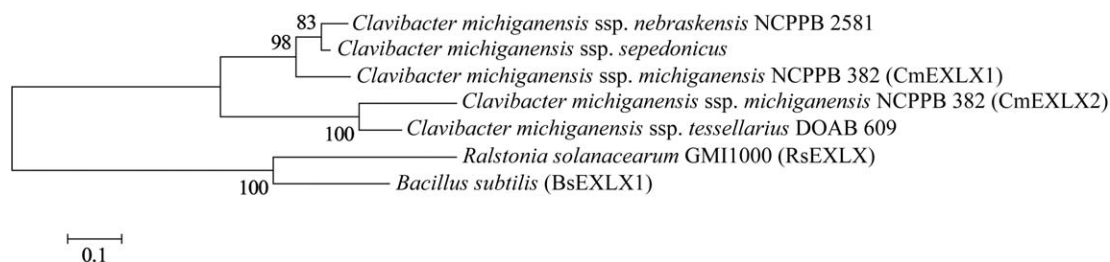 83
Clavibacter michiganensis ssp. nebraskensis NCPPB 2581
98
Clavibacter michiganensis ssp. sepedonicus
Clavibacter michiganensis ssp. michiganensis NCPPB 382 (CmEXLX1)
Clavibacter michiganensis ssp. michiganensis NCPPB 382 (CmEXLX2)
100
Clavibacter michiganensis ssp. tessellarius DOAB 609
Ralstonia solanacearum GMI1000 (RsEXLX)
100
Bacillus subtilis (BsEXLX1)
0.1